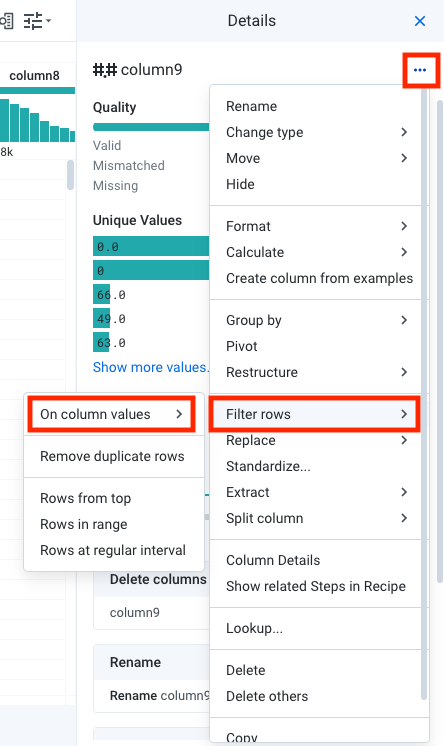 Details
column8
8k
#.# column9
Quality
Valid
Mismatched
Missing
Unique Values
0.0
0
66.0
49.0
63.0
Show more values.
Rename
Change type
Move
Hide
Format
Calculate
Create column from examples
Group by
Pivot
Restructure
Filter rows
Replace
Standardize...
Extract
Split column
Column Details
Show related Steps in Recipe
Lookup...
Delete
Delete others
Copy
On column values
Remove duplicate rows
Rows from top
Rows in range
Rows at regular interval
Delete columns
column9
Rename
Rename column9